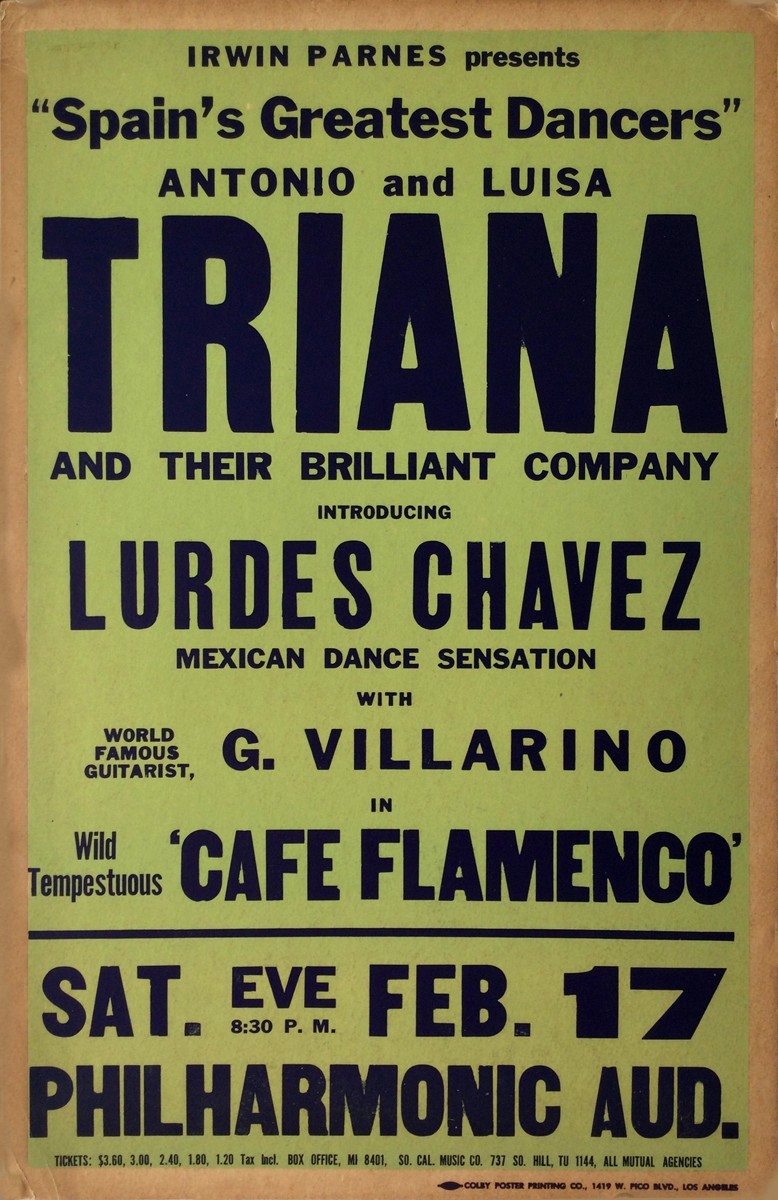 IRWIN PARNES presents
“Spain’s Greatest Dancers”
ANTONIO and LUISA
TRIANA
AND THEIR BRILLIANT COMPANY
INTRODUCING
LURDES CHAVEZ
MEXICAN DANCE SENSATION
WITH
WORLD
FAMOUS
GUITARIST,
G. VILLARINO
IN
Wild
Tempestuous
‘CAFE FLAMENCO’
SAT. EVE FEB. 17
8:30 P. M.
PHILHARMONIC AUD.
TICKETS: $3.60, 3.00, 2.40, 1.80, 1.20 Tax Incl. BOX OFFICE, MI 8401, SO. CAL. MUSIC CO. 737 SO. HILL, TU 1144, ALL MUTUAL AGENCIES
COLBY POSTER PRINTING CO., 1419 W. PICO BLVD., LOS ANGELES